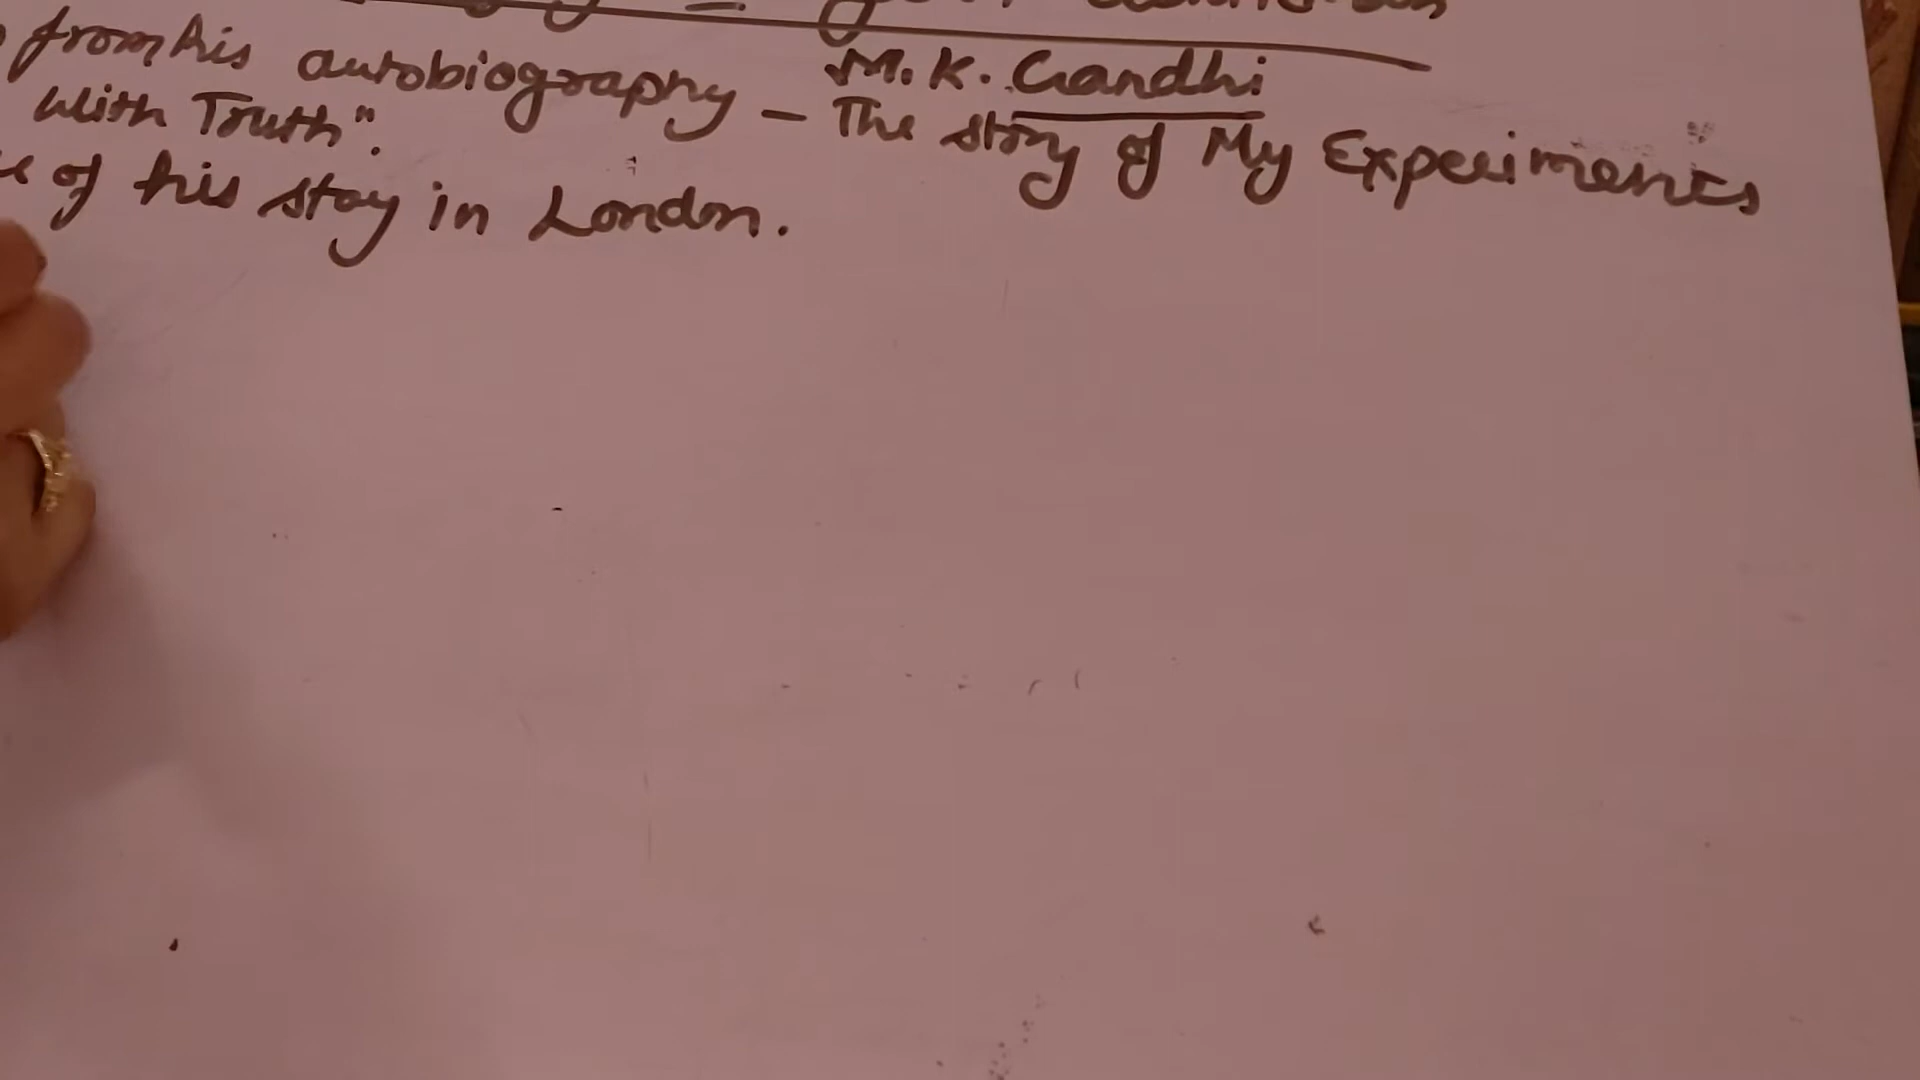 M.K. Gandhi
from his autobiography – The story of My Experiments
With Truth".
of his stay in London.